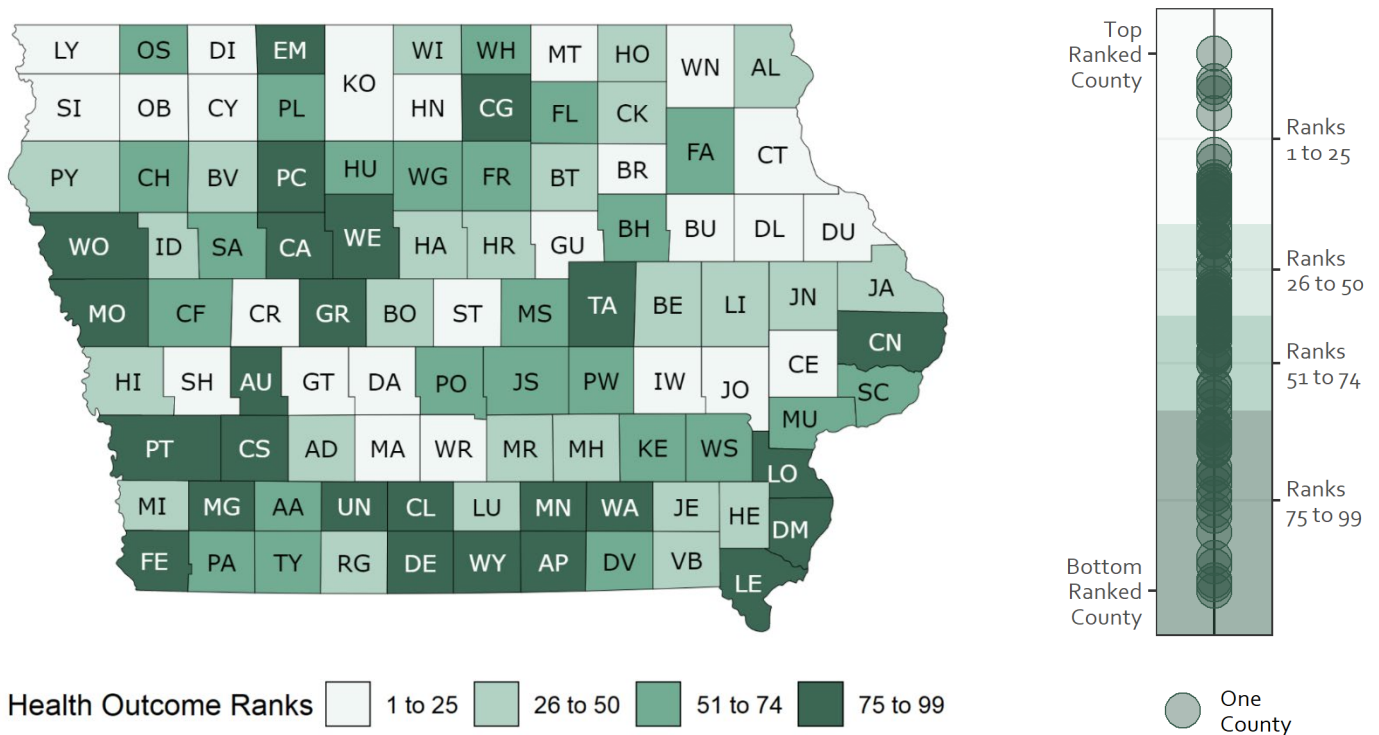 LY OS DI EM KO WI WH MT HO WN AL
SI OB CY PL HN CG FL CK
PY CH BV PC HU WG FR BT BR FA CT
WO ID SA CA WE HA HR GU BH BU DL DU
MO CF CR GR BO ST MS TA BE LI JN JA
CN
HI SH AU GT DA PO JS PW IW JO CE SC
MU
PT CS AD MA WR MR MH KE WS LO
MI MG AA UN CL LU MN WA JE HE DM
FE PA TY RG DE WY AP DV VB LE
Health Outcome Ranks 1 to 25 26 to 50 51 to 74 75 to 99
Top
Ranked
County
Ranks
1 to 25
Ranks
26 to 50
Ranks
51 to 74
Ranks
75 to 99
Bottom
Ranked
County
One
County